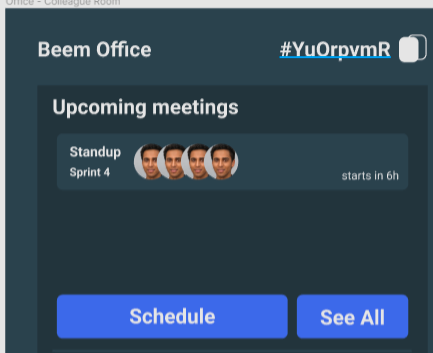 Office - Colleague Room
Beem Office
#YuOrpvmR
Upcoming meetings
Standup
Sprint 4
starts in 6h
Schedule
See All